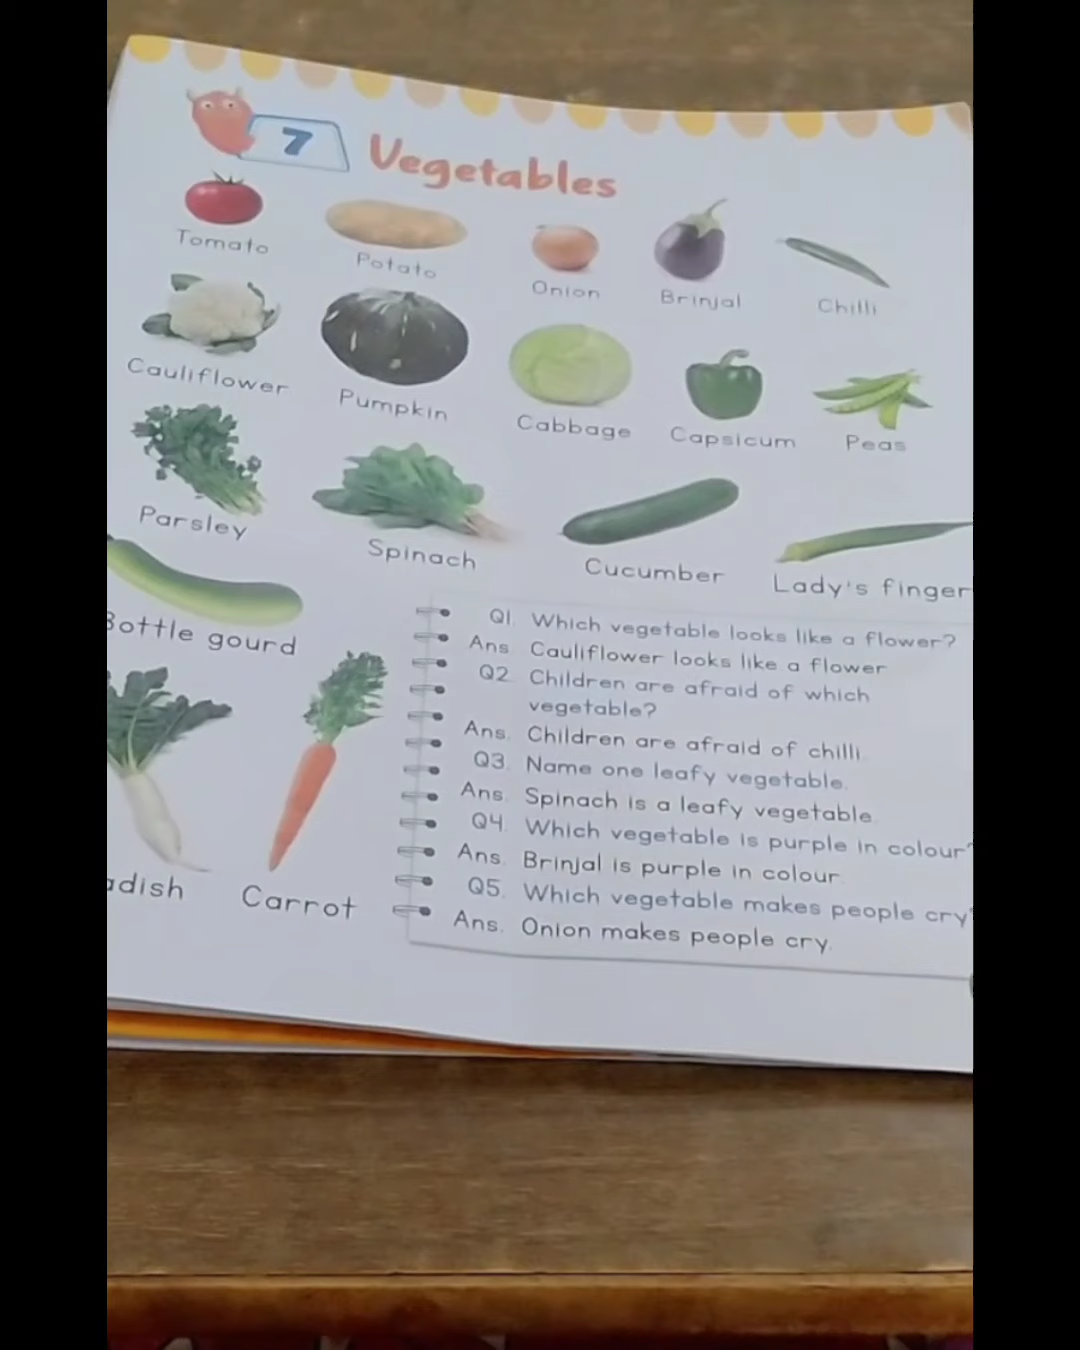 7
Vegetables
Tomato
Potato
Onion
Brinjal
Chilli
Cauliflower
Pumpkin
Cabbage
Capsicum
Peas
Parsley
Spinach
Cucumber
Lady's finger
Bottle gourd
adish
Carrot
Q1. Which vegetable looks like a flower?
Ans Cauliflower looks like a flower
Q2. Children are afraid of which
vegetable?
Ans. Children are afraid of chilli.
Q3. Name one leafy vegetable.
Ans. Spinach is a leafy vegetable.
Q4. Which vegetable is purple in colour?
Ans. Brinjal is purple in colour.
Q5. Which vegetable makes people cry?
Ans. Onion makes people cry.